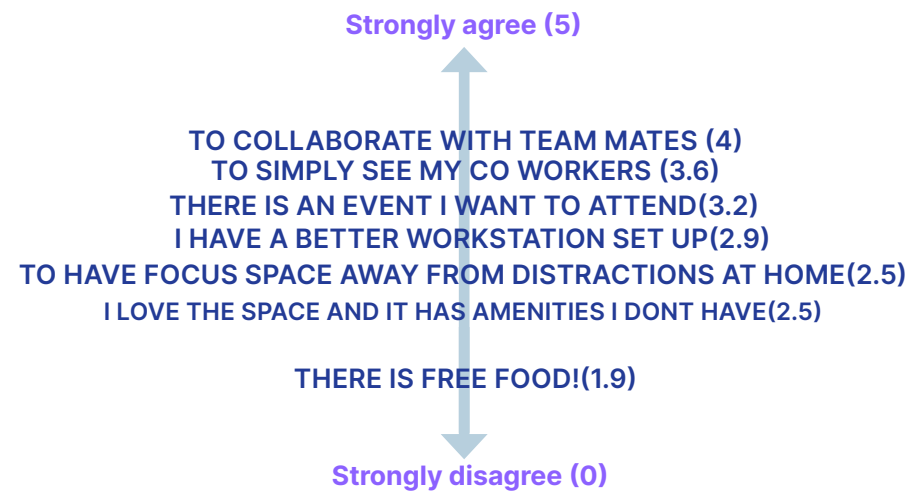 Strongly agree (5)
TO COLLABORATE WITH TEAM MATES (4)
TO SIMPLY SEE MY CO WORKERS (3.6)
THERE IS AN EVENT I WANT TO ATTEND(3.2)
I HAVE A BETTER WORKSTATION SET UP(2.9)
TO HAVE FOCUS SPACE AWAY FROM DISTRACTIONS AT HOME(2.5)
I LOVE THE SPACE AND IT HAS AMENITIES I DONT HAVE(2.5)
THERE IS FREE FOOD!(1.9)
Strongly disagree (0)